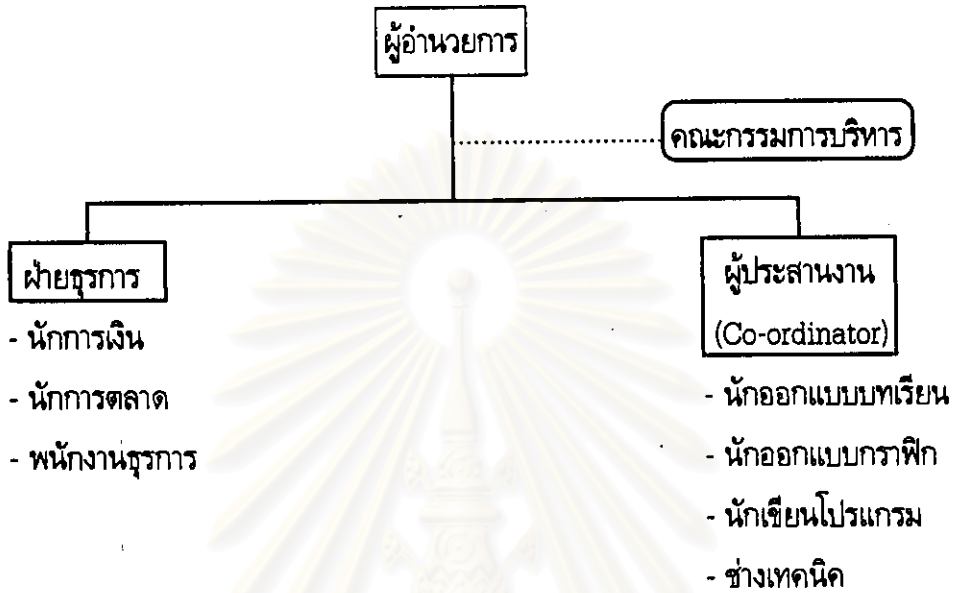 ผู้อำนวยการ
คณะกรรมการบริหาร
ฝ่ายธุรการ
- นักการเงิน
- นักการตลาด
- พนักงานธุรการ
ผู้ประสานงาน
(Co-ordinator)
- นักออกแบบบทเรียน
- นักออกแบบกราฟิก
- นักเขียนโปรแกรม
- ช่างเทคนิค